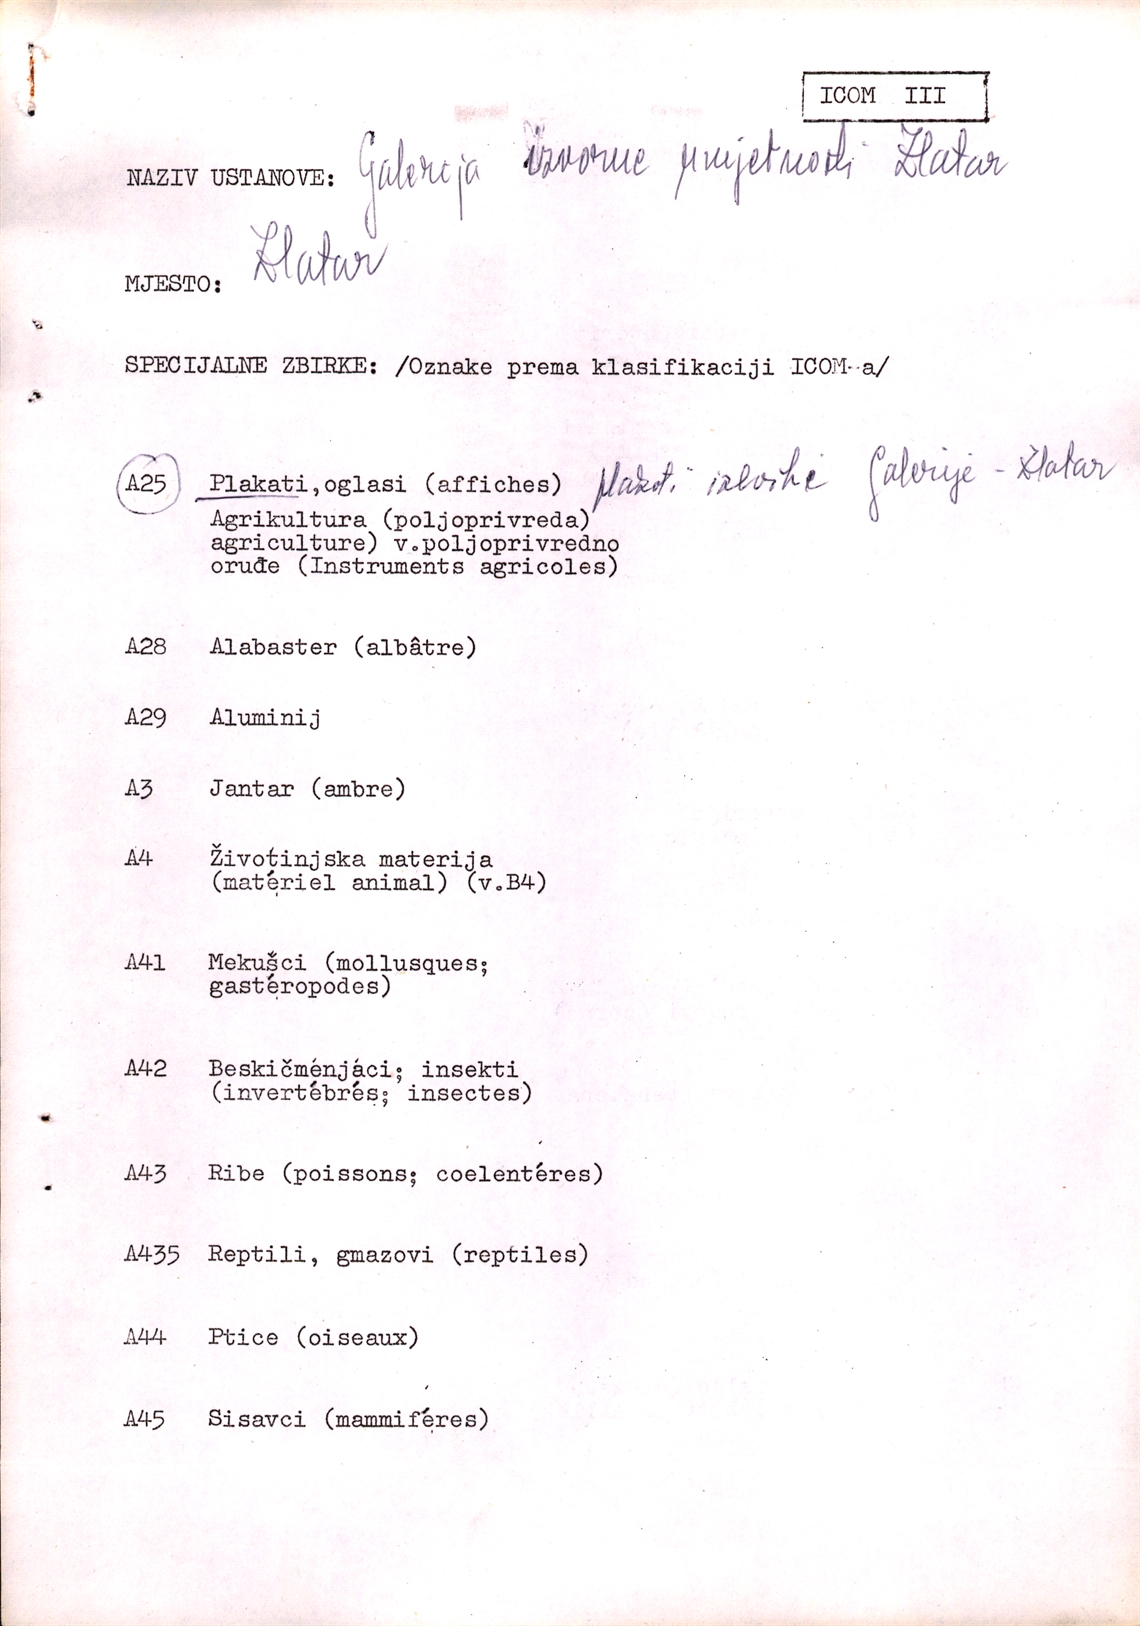 ICOM III
NAZIV USTANOVE: Galerija izvorne umjetnosti Zlatar
MJESTO: Zlatar
SPECIJALNE ZBIRKE: /Oznake prema klasifikaciji ICOM-a/
A25 Plakati, oglasi (affiches) plakati izložbe Galerije - Zlatar
Agrikultura (poljoprivreda)
agriculture) v.poljoprivredno
oruđe (Instruments agricoles)
A28 Alabaster (albâtre)
A29 Aluminij
A3 Jantar (ambre)
A4 Životinjska materija
(matériel animal) (v.B4)
A41 Mekušci (mollusques;
gastéropodes)
A42 Beskičménjáci; insekti
(invertébrés; insectes)
A43 Ribe (poissons; coelentéres)
A435 Reptili, gmazovi (reptiles)
A44 Ptice (oiseaux)
A45 Sisavci (mammiféres)